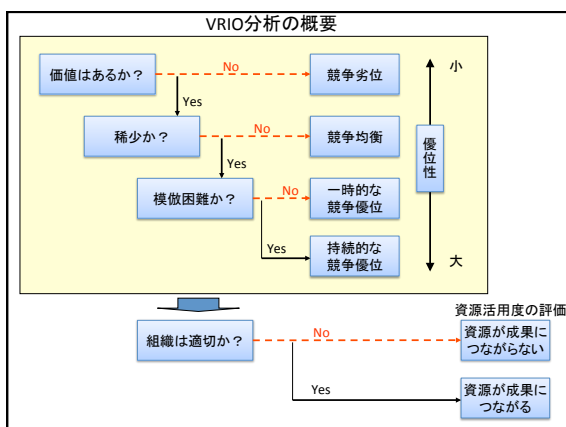 VRIO分析の概要
価値はあるか？
No
競争劣位
小
Yes
稀少か？
No
競争均衡
優位性
Yes
模倣困難か？
No
一時的な
競争優位
Yes
持続的な
競争優位
大
資源活用度の評価
組織は適切か？
No
資源が成果に
つながらない
Yes
資源が成果に
つながる